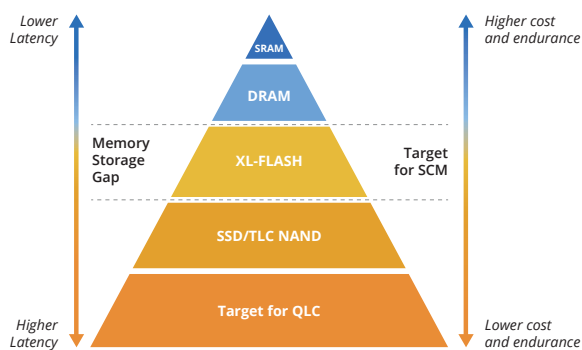 Lower
Latency
Higher cost
and endurance
SRAM
DRAM
Memory
Storage
Gap
XL-FLASH
Target
for SCM
SSD/TLC NAND
Target for QLC
Higher
Latency
Lower cost
and endurance